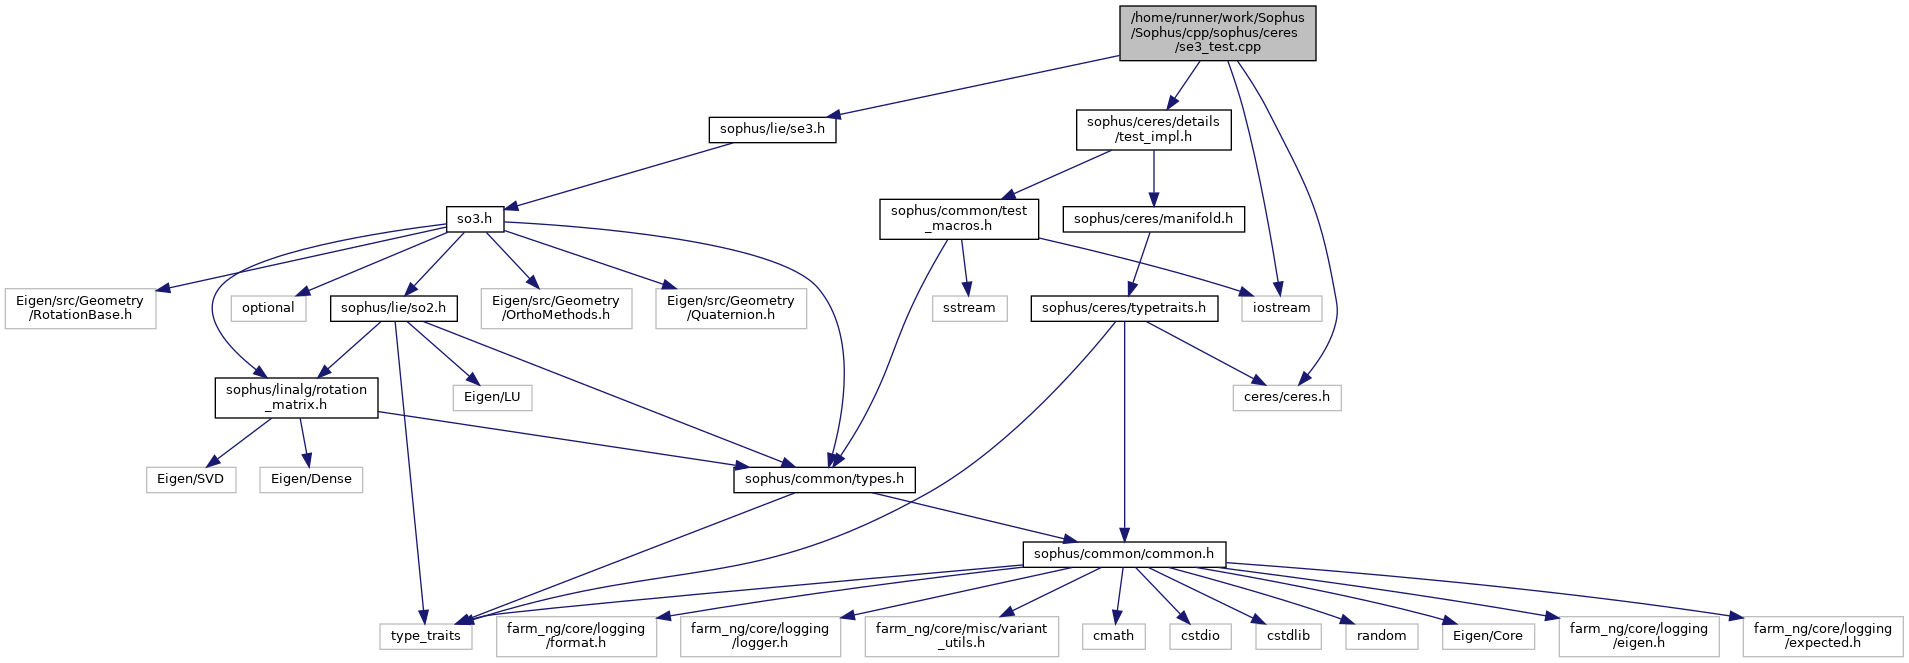 /home/runner/work/Sophus
/Sophus/cpp/sophus/ceres
/se3_test.cpp
sophus/lie/se3.h
sophus/ceres/details
/test_impl.h
so3.h
sophus/common/test
_macros.h
sophus/ceres/manifold.h
Eigen/src/Geometry
/RotationBase.h
optional
sophus/lie/so2.h
Eigen/src/Geometry
/OrthoMethods.h
Eigen/src/Geometry
/Quaternion.h
sstream
sophus/ceres/typetraits.h
iostream
sophus/linalg/rotation
_matrix.h
Eigen/LU
ceres/ceres.h
Eigen/SVD
Eigen/Dense
sophus/common/types.h
sophus/common/common.h
type_traits
farm_ng/core/logging
/format.h
farm_ng/core/logging
/logger.h
farm_ng/core/misc/variant
_utils.h
cmath
cstdio
cstdlib
random
Eigen/Core
farm_ng/core/logging
/eigen.h
farm_ng/core/logging
/expected.h